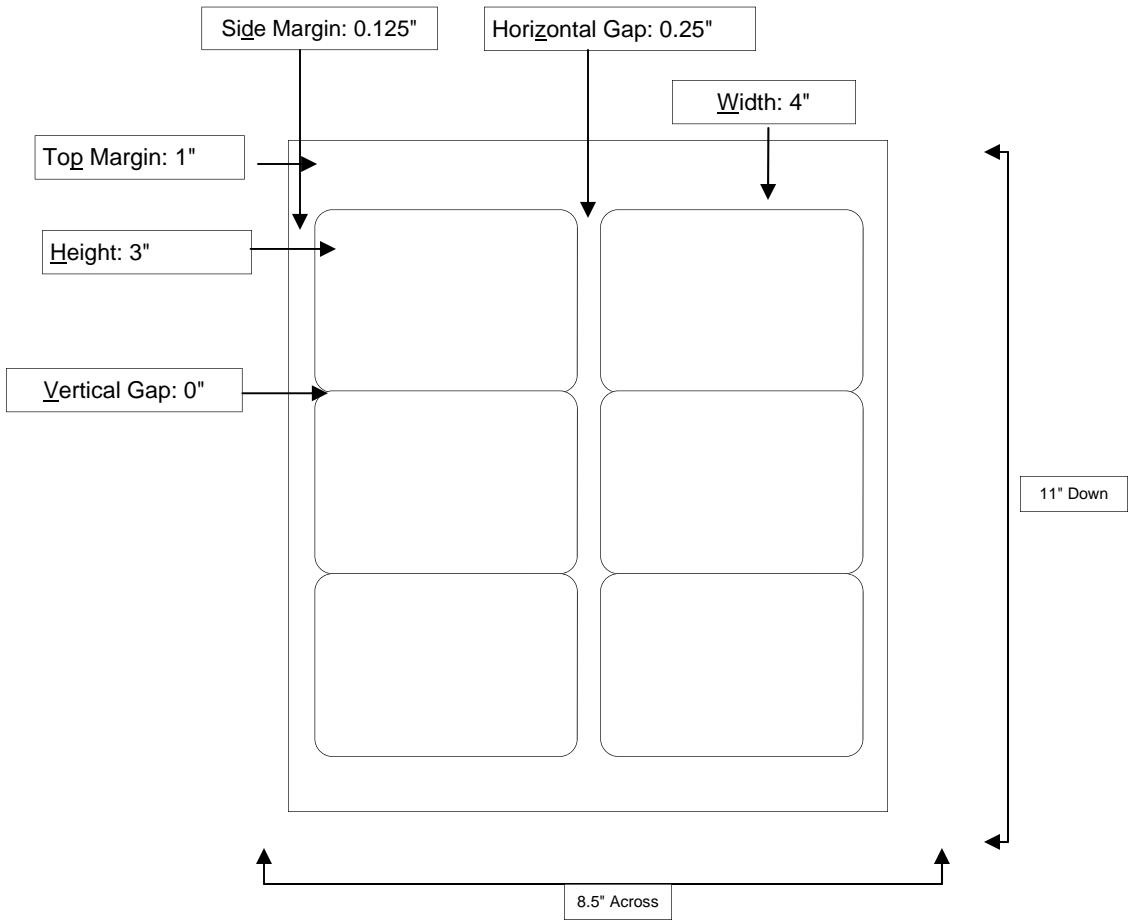 Side Margin: 0.125"
Horizontal Gap: 0.25"
Width: 4"
Top Margin: 1"
Height: 3"
Vertical Gap: 0"
11" Down
8.5" Across